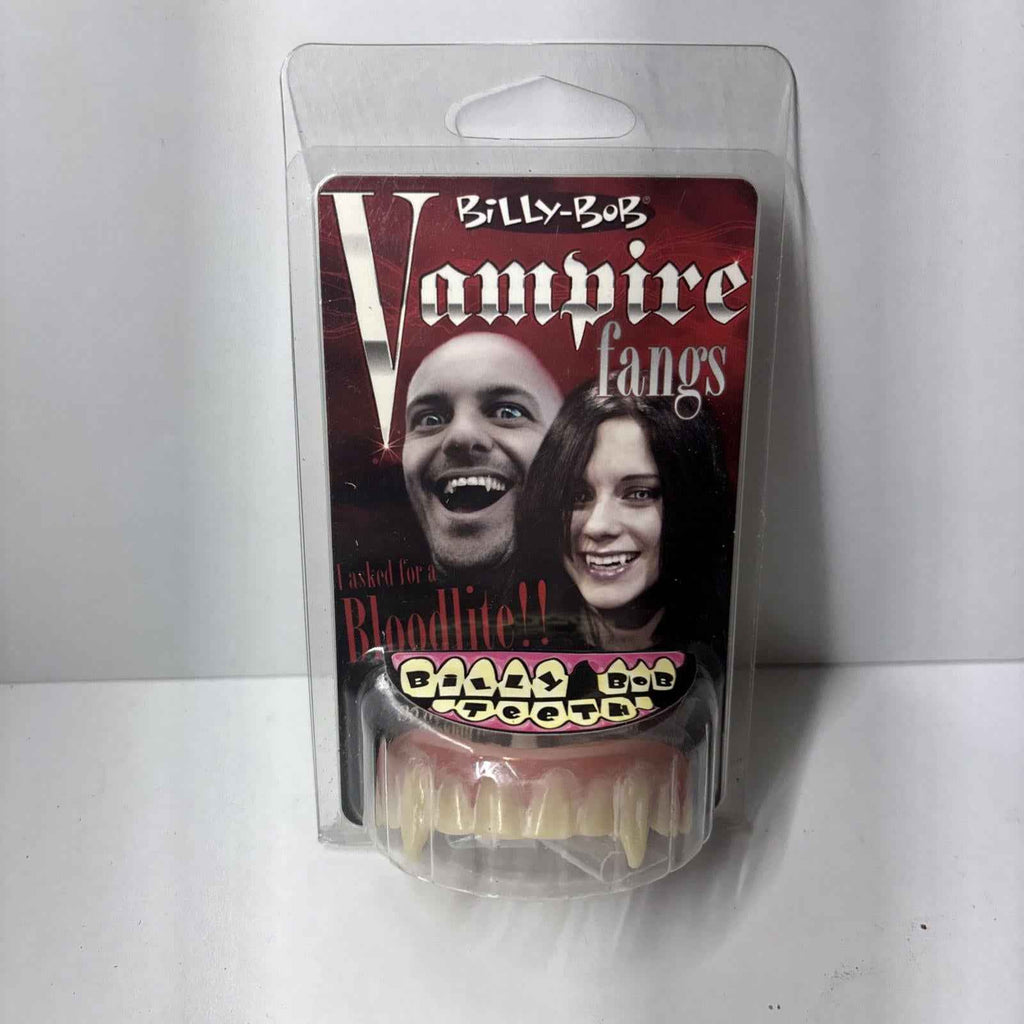 BiLLY-BoB®
Vampire
fangs
I asked for a
Bloodlite!!
BiLLY BoB
TeeTH